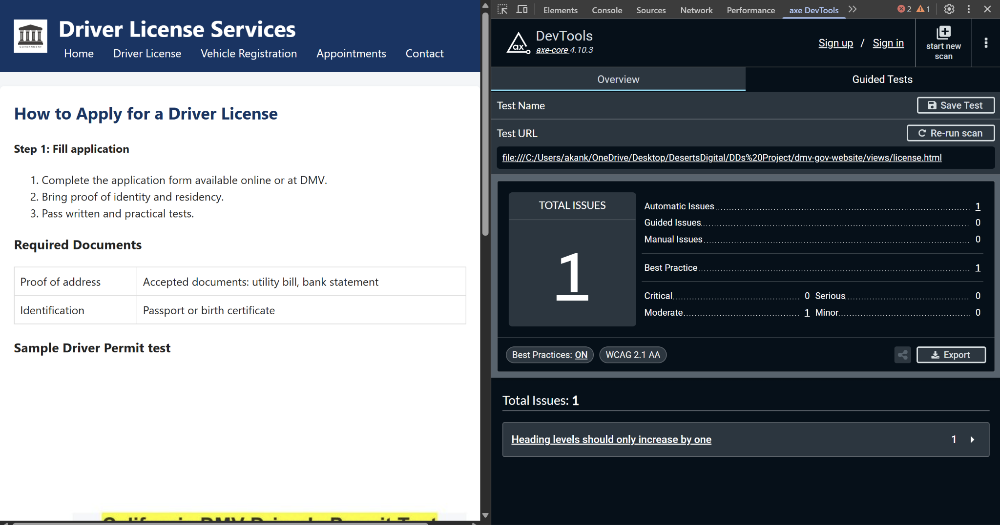 GOVERNMENT
Driver License Services
Home Driver License Vehicle Registration Appointments Contact
How to Apply for a Driver License
Step 1: Fill application
1. Complete the application form available online or at DMV.
2. Bring proof of identity and residency.
3. Pass written and practical tests.
Required Documents
Proof of address Accepted documents: utility bill, bank statement
Identification Passport or birth certificate
Sample Driver Permit test
Elements Console Sources Network Performance axe DevTools 2 1
ax DevTools
axe-core 4.10.3
Sign up / Sign in
start new
scan
Overview Guided Tests
Test Name Save Test
Test URL Re-run scan
file:///C:/Users/akank/OneDrive/Desktop/DesertsDigital/DDs%20Project/dmv-gov-website/views/license.html
TOTAL ISSUES
1
Automatic Issues 1
Guided Issues 0
Manual Issues 0
Best Practice 1
Critical 0 Serious 0
Moderate 1 Minor 0
Best Practices: ON WCAG 2.1 AA Export
Total Issues: 1
Heading levels should only increase by one 1